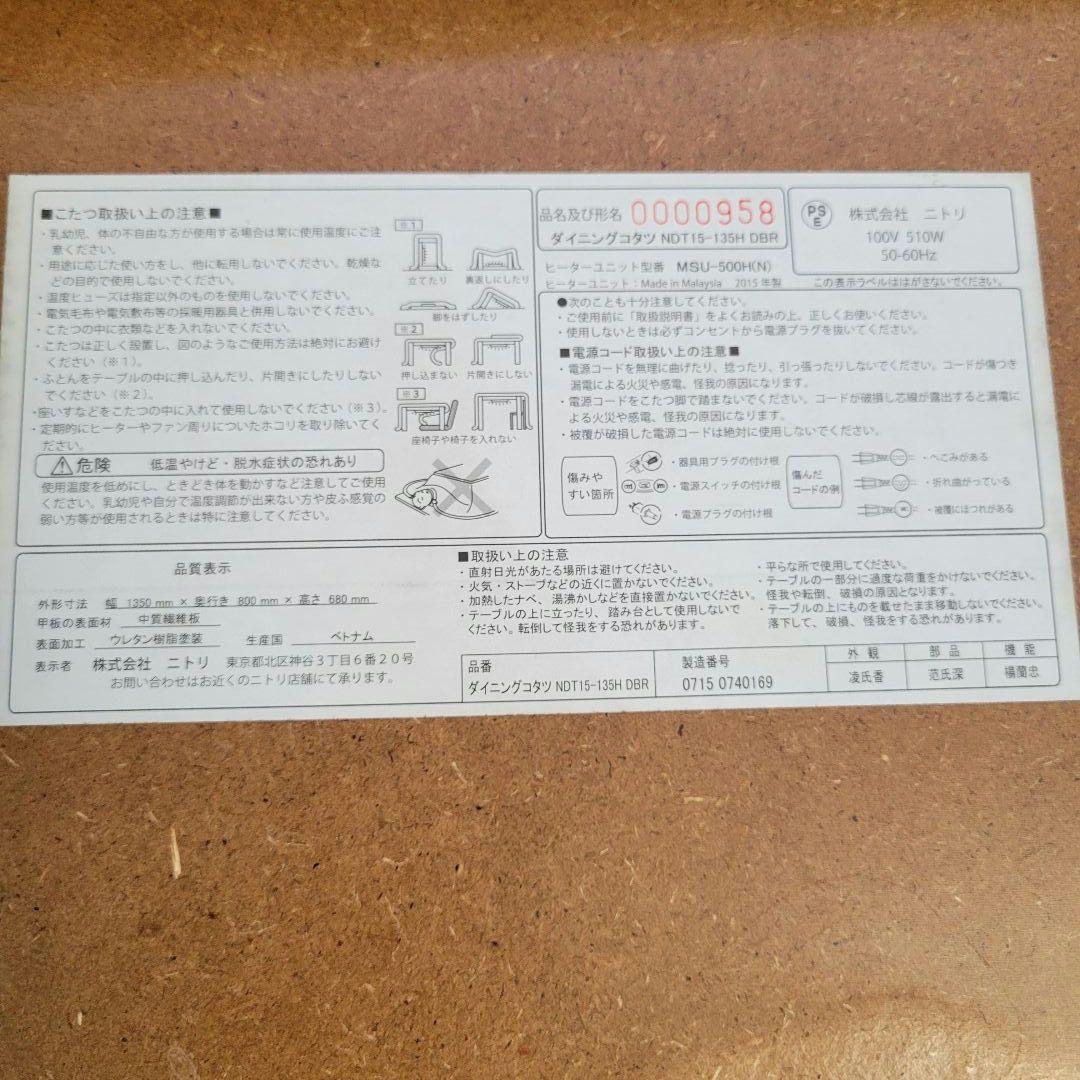 ■こたつ取扱い上の注意■
・乳幼児、体の不自由な方が使用する場合は常に使用温度にご注
意ください。
・用途に応じた使い方をし、他に転用しないでください。乾燥な
どの目的で使用しないでください。
・温度ヒューズは指定以外のものを使用しないでください。
・電気毛布や電気敷布等の採暖用器具と併用しないでください。
・こたつの中に衣類などを入れないでください。
・こたつは正しく設置し、図のようなご使用方法は絶対にお避け
ください（※1）。
・ふとんをテーブルの中に押し込んだり、片開きにしたりしない
でください（※2）。
・座いすなどをこたつの中に入れて使用しないでください（※3）。
・定期的にヒーターやファン周りについたホコリを取り除いてく
ださい。
※1
立てたり
裏返しにしたり
脚をはずしたり
※2
押し込まない
片開きにしない
※3
座椅子や椅子を入れない
危険 低温やけど・脱水症状の恐れあり
使用温度を低めにし、ときどき体を動かすなど注意してご使用
ください。乳幼児や自分で温度調節が出来ない方や皮ふ感覚の
弱い方等が使用されるときは特に注意してください。
品名及び形名 0000958
ダイニングコタツ NDT15-135H DBR
ヒーターユニット型番 MSU-500H(N)
ヒーターユニット：Made in Malaysia 2015年製
PS
E
株式会社 ニトリ
100V 510W
50-60Hz
この表示ラベルははがさないでください。
●次のことも十分注意してください。
・ご使用前に「取扱説明書」をよくお読みの上、正しくお使いください。
・使用しないときは必ずコンセントから電源プラグを抜いてください。
■電源コード取扱い上の注意■
・電源コードを無理に曲げたり、捻ったり、引っ張ったりしないでください。コードが傷つき
漏電による火災や感電、怪我の原因になります。
・電源コードをこたつ脚で踏まないでください。コードが破損し芯線が露出すると漏電に
よる火災や感電、怪我の原因になります。
・被覆が破損した電源コードは絶対に使用しないでください。
傷みや
すい箇所
・器具用プラグの付け根
・電源スイッチの付け根
・電源プラグの付け根
傷んだ
コードの例
・へこみがある
・折れ曲がっている
・被覆にほつれがある
品質表示
外形寸法 幅 1350 mm × 奥行き 800 mm × 高さ 680 mm
甲板の表面材 中質繊維板
表面加工 ウレタン樹脂塗装 生産国 ベトナム
表示者 株式会社 ニトリ 東京都北区神谷３丁目６番２０号
お問い合わせはお近くのニトリ店舗にて承ります。
■取扱い上の注意
・直射日光があたる場所は避けてください。
・火気・ストーブなどの近くに置かないでください。
・加熱したナベ、湯沸かしなどを直接置かないでください。
・テーブルの上に立ったり、踏み台として使用しないで
ください。転倒して怪我をする恐れがあります。
・平らな所で使用してください。
・テーブルの一部分に過度な荷重をかけないでください。
怪我や転倒、破損の原因となります。
・テーブルの上にものを載せたまま移動しないでください。
落下して、破損、怪我をする恐れがあります。
品番
ダイニングコタツ NDT15-135H DBR
製造番号
0715 0740169
外観 部品 機能
凌氏香 范氏深 楊蘭忠